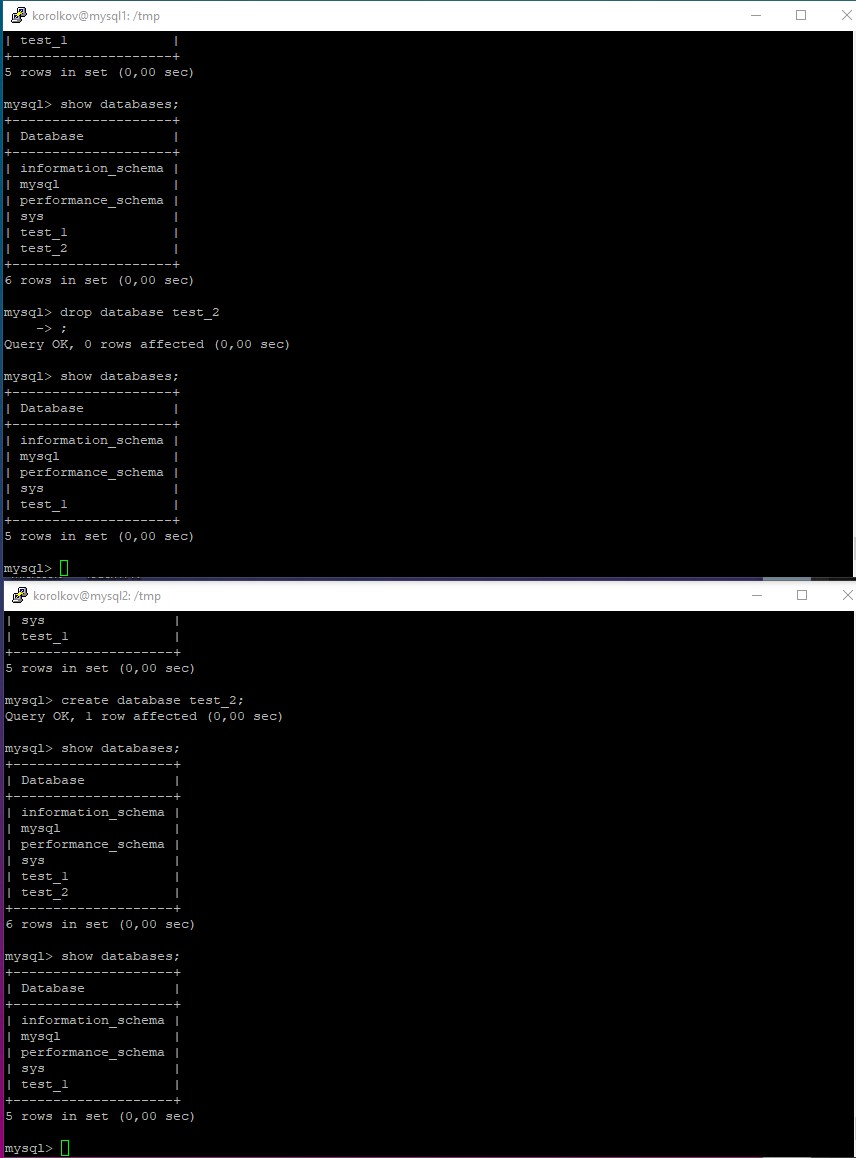 korolkov@mysql1: /tmp
| test_1             |
+--------------------+
5 rows in set (0,00 sec)
mysql> show databases;
+--------------------+
| Database           |
+--------------------+
| information_schema |
| mysql              |
| performance_schema |
| sys                |
| test_1             |
| test_2             |
+--------------------+
6 rows in set (0,00 sec)
mysql> drop database test_2
    -> ;
Query OK, 0 rows affected (0,00 sec)
mysql> show databases;
+--------------------+
| Database           |
+--------------------+
| information_schema |
| mysql              |
| performance_schema |
| sys                |
| test_1             |
+--------------------+
5 rows in set (0,00 sec)
mysql>
korolkov@mysql2: /tmp
| sys                |
| test_1             |
+--------------------+
5 rows in set (0,00 sec)
mysql> create database test_2;
Query OK, 1 row affected (0,00 sec)
mysql> show databases;
+--------------------+
| Database           |
+--------------------+
| information_schema |
| mysql              |
| performance_schema |
| sys                |
| test_1             |
| test_2             |
+--------------------+
6 rows in set (0,00 sec)
mysql> show databases;
+--------------------+
| Database           |
+--------------------+
| information_schema |
| mysql              |
| performance_schema |
| sys                |
| test_1             |
+--------------------+
5 rows in set (0,00 sec)
mysql>